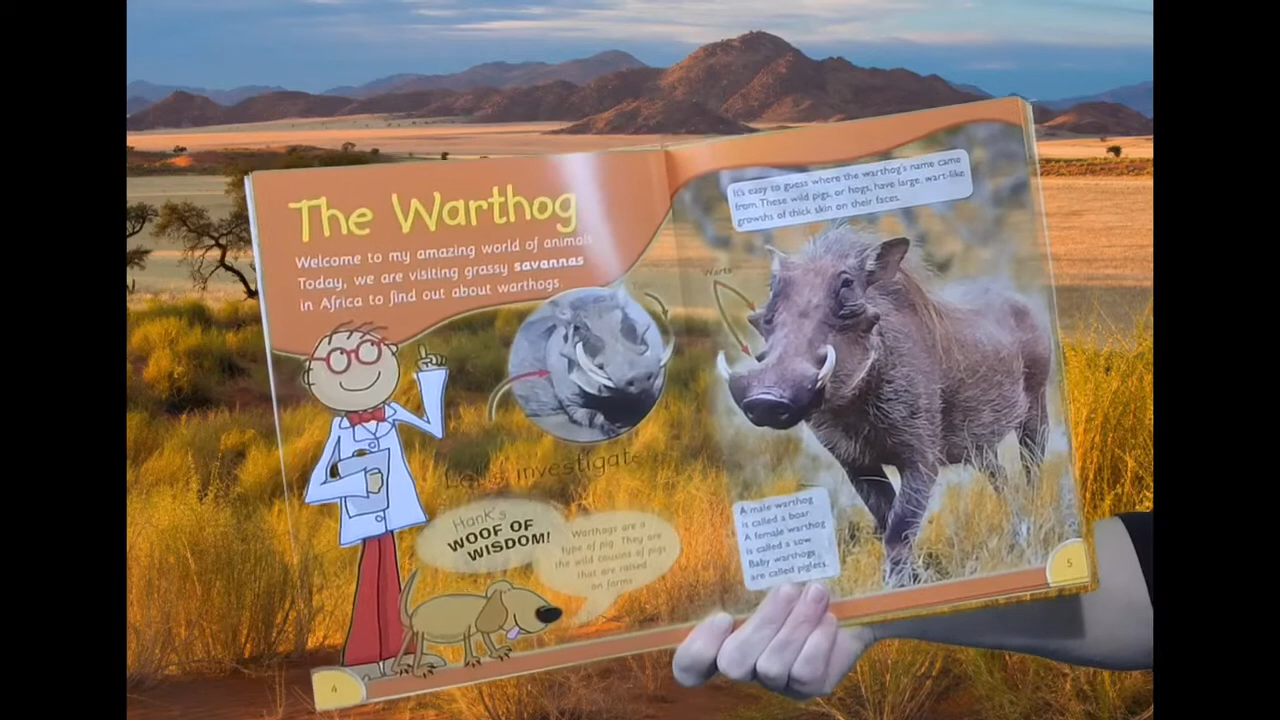 The Warthog
Welcome to my amazing world of animals
Today, we are visiting grassy savannas
in Africa to find out about warthogs.
Let's investigate
Hank's
WOOF OF
WISDOM!
Warthogs are a
type of pig. They are
the wild cousins of pigs
that are raised
on farms
4
It's easy to guess where the warthog's name came
from. These wild pigs, or hogs, have large, wart-like
growths of thick skin on their faces.
Warts
A male warthog
is called a boar.
A female warthog
is called a sow.
Baby warthogs
are called piglets.
5